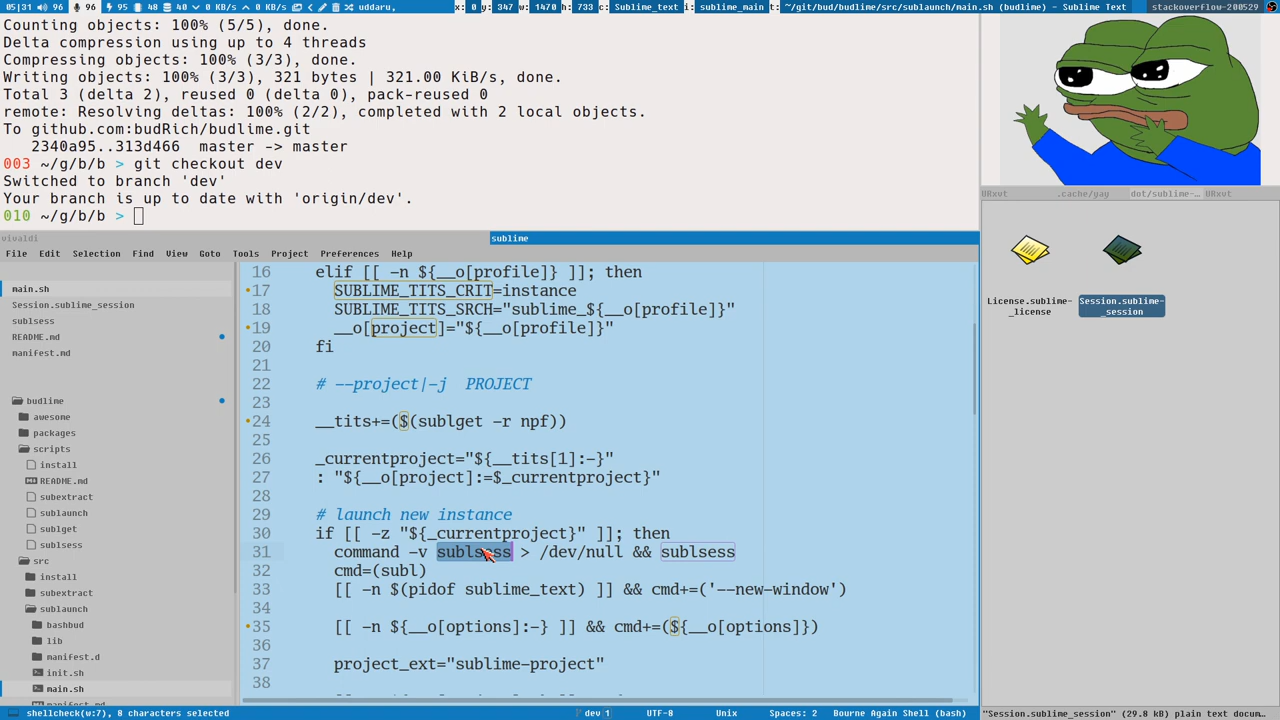 05|31 96 96 95 20 40 0 KB/s 0 KB/s uddaru, x: 0 y: 347 w: 1470 h: 733 c: Sublime_text i: sublime_main t: ~/git/bud/budlime/src/sublaunch/main.sh (budlime) - Sublime Text stackoverflow-200529
Counting objects: 100% (5/5), done.
Delta compression using up to 4 threads
Compressing objects: 100% (3/3), done.
Writing objects: 100% (3/3), 321 bytes | 321.00 KiB/s, done.
Total 3 (delta 2), reused 0 (delta 0), pack-reused 0
remote: Resolving deltas: 100% (2/2), completed with 2 local objects.
To github.com:budRich/budlime.git
2340a95..313d466 master -> master
003 ~/g/b/b > git checkout dev
Switched to branch 'dev'
Your branch is up to date with 'origin/dev'.
010 ~/g/b/b >
URxvt .cache/yay dot/sublime-... URxvt
License.sublime-
_license
Session.sublime-
_session
"Session.sublime_session" (29.8 kB) plain text docum…
vivaldi sublime
File Edit Selection Find View Goto Tools Project Preferences Help
main.sh
Session.sublime_session
sublsess
README.md
manifest.md
budlime
awesome
packages
scripts
install
README.md
subextract
sublaunch
sublget
sublsess
src
install
subextract
sublaunch
bashbud
lib
manifest.d
init.sh
main.sh
manifest.md
16 elif [[ -n ${__o[profile]} ]]; then
17 SUBLIME_TITS_CRIT=instance
18 SUBLIME_TITS_SRCH="sublime_${__o[profile]}"
19 __o[project]="${__o[profile]}"
20 fi
21
22 # --project|-j PROJECT
23
24 __tits+=($(sublget -r npf))
25
26 _currentproject="${__tits[1]:-}"
27 : "${__o[project]:=$_currentproject}"
28
29 # launch new instance
30 if [[ -z "${_currentproject}" ]]; then
31 command -v sublsess > /dev/null && sublsess
32 cmd=(subl)
33 [[ -n $(pidof sublime_text) ]] && cmd+=('--new-window')
34
35 [[ -n ${__o[options]:-} ]] && cmd+=(${__o[options]})
36
37 project_ext="sublime-project"
38
shellcheck(w:7), 8 characters selected dev 1 UTF-8 Unix Spaces: 2 Bourne Again Shell (bash)